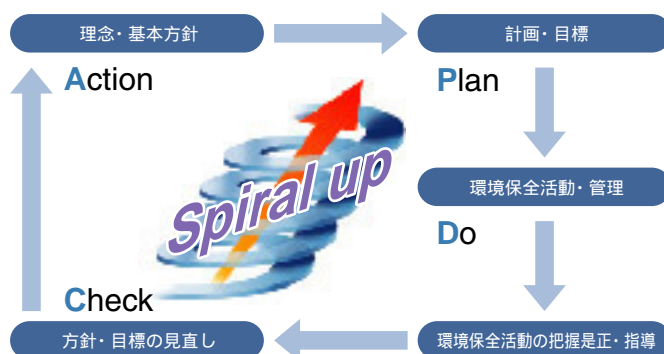 理念・基本方針
計画・目標
Action
Plan
環境保全活動・管理
Spiral up
Do
Check
方針・目標の見直し
環境保全活動の把握是正・指導